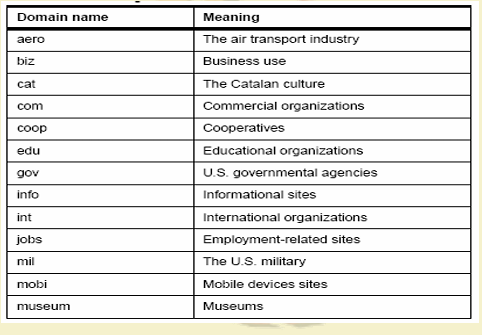 Domain name Meaning
aero The air transport industry
biz Business use
cat The Catalan culture
com Commercial organizations
coop Cooperatives
edu Educational organizations
gov U.S. governmental agencies
info Informational sites
int International organizations
jobs Employment-related sites
mil The U.S. military
mobi Mobile devices sites
museum Museums